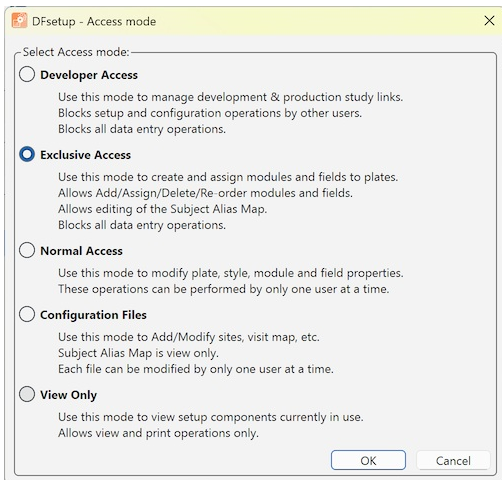 DFsetup - Access mode
Select Access mode:
Developer Access
Use this mode to manage development & production study links.
Blocks setup and configuration operations by other users.
Blocks all data entry operations.
Exclusive Access
Use this mode to create and assign modules and fields to plates.
Allows Add/Assign/Delete/Re-order modules and fields.
Allows editing of the Subject Alias Map.
Blocks all data entry operations.
Normal Access
Use this mode to modify plate, style, module and field properties.
These operations can be performed by only one user at a time.
Configuration Files
Use this mode to Add/Modify sites, visit map, etc.
Subject Alias Map is view only.
Each file can be modified by only one user at a time.
View Only
Use this mode to view setup components currently in use.
Allows view and print operations only.
OK
Cancel